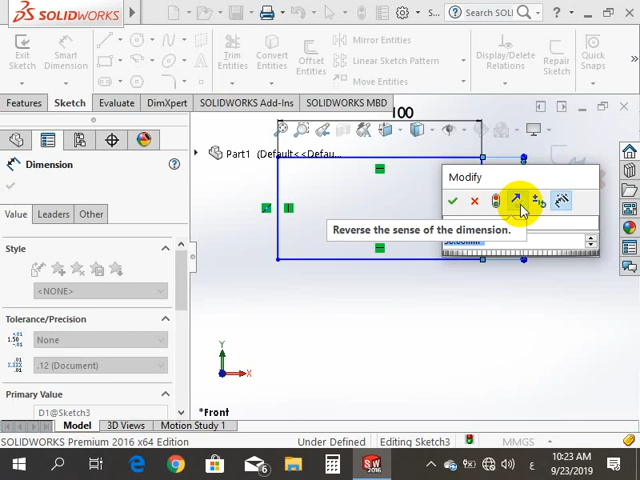 SOLIDWORKS
S...
Search SOLIDWORKS
Exit Sketch
Smart Dimension
Trim Entities
Convert Entities
Offset Entities
Mirror Entities
Linear Sketch Pattern
Move Entities
Display/Delete Relations
Repair Sketch
Quick Snaps
Features
Sketch
Evaluate
DimXpert
SOLIDWORKS Add-Ins
SOLIDWORKS MBD
Part1 (Default<<Defau...
100
Dimension
Value
Leaders
Other
Style
<NONE>
Tolerance/Precision
None
.12 (Document)
Primary Value
D1@Sketch3
Modify
Reverse the sense of the dimension.
Y
X
*Front
Model
3D Views
Motion Study 1
SOLIDWORKS Premium 2016 x64 Edition
Under Defined
Editing Sketch3
MMGS
6
SW
2016
ع
10:23 AM
9/23/2019